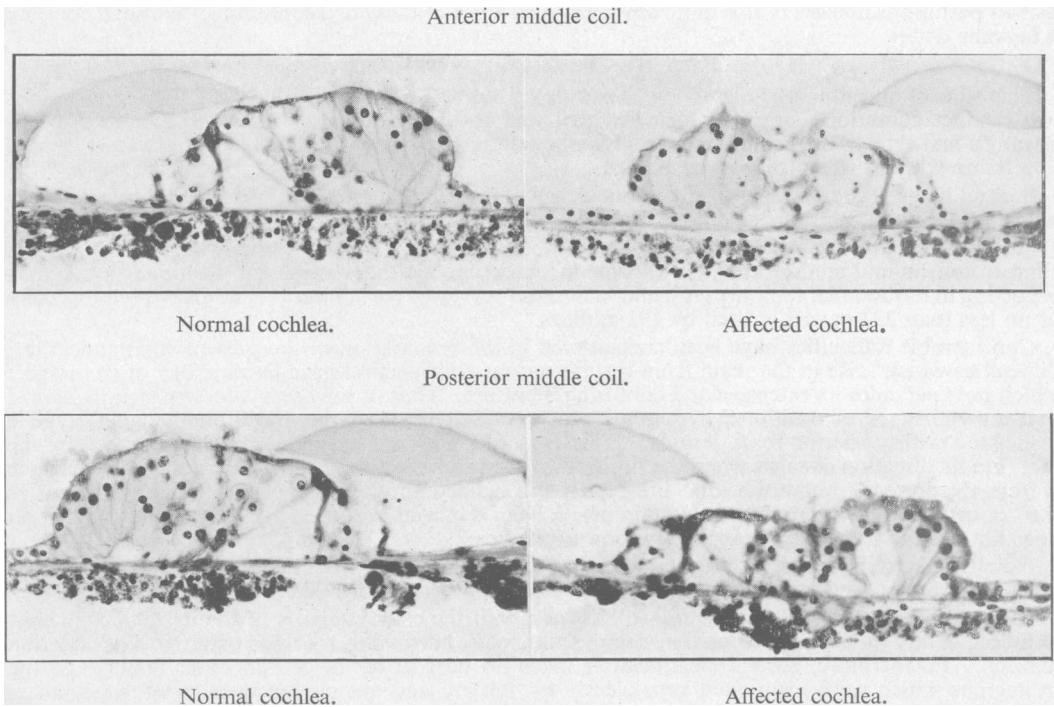 Anterior middle coil.
Normal cochlea. Affected cochlea.
Posterior middle coil.
Normal cochlea. Affected cochlea.